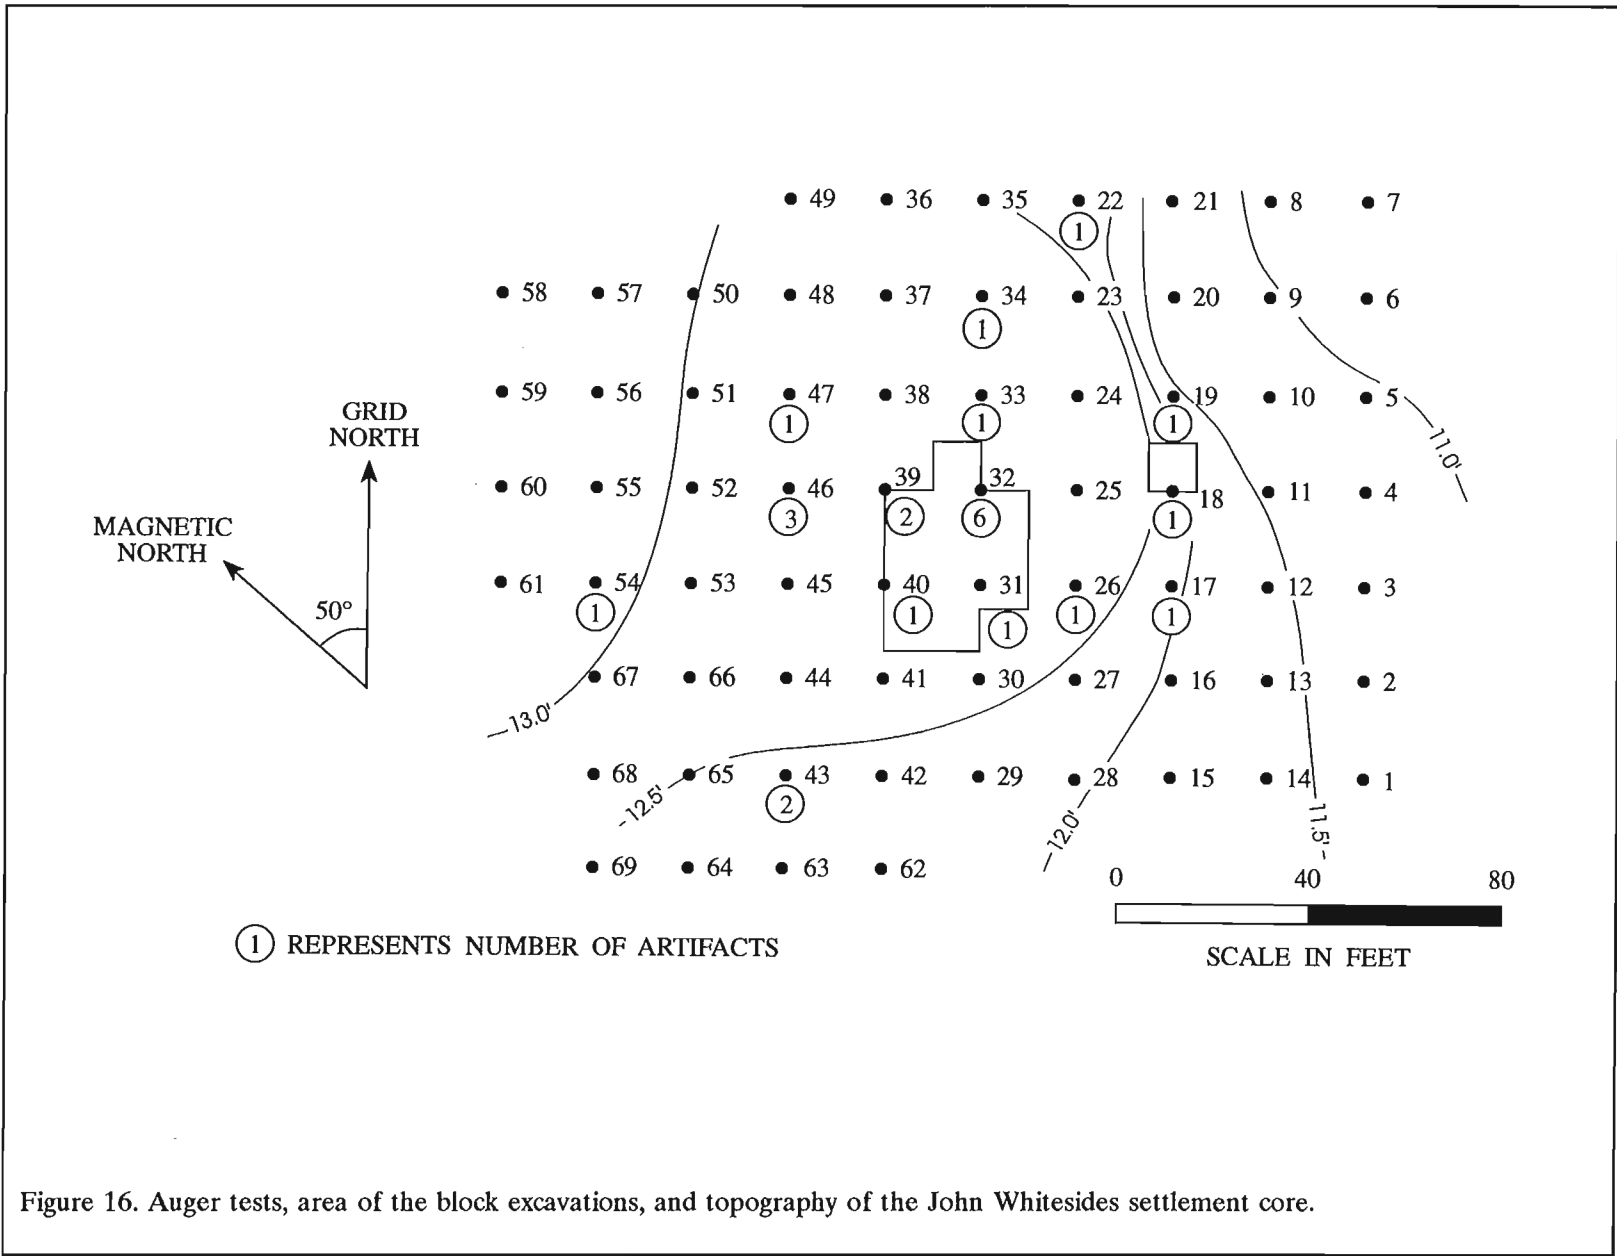 49 36 35 22 21 8 7
1
58 57 50 48 37 34 23 20 9 6
1
59 56 51 47 38 33 24 19 10 5
1 1 1
GRID
NORTH
11.0'
60 55 52 46 39 32 25 18 11 4
3 2 6 1
MAGNETIC
NORTH
50°
61 54 53 45 40 31 26 17 12 3
1 1 1 1 1
67 66 44 41 30 27 16 13 2
13.0'
68 65 43 42 29 28 15 14 1
12.5' 2 12.0' 11.5'
69 64 63 62
0 40 80
1 REPRESENTS NUMBER OF ARTIFACTS
SCALE IN FEET
Figure 16. Auger tests, area of the block excavations, and topography of the John Whitesides settlement core.